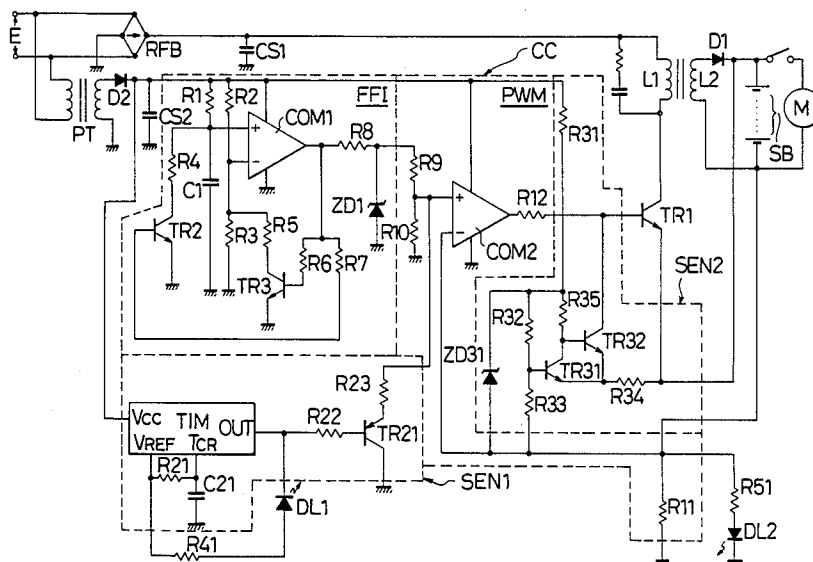 E
RFB
CS1
CC
D1
L1
L2
M
SB
D2
PT
CS2
R1
R2
FFI
PWM
COM1
R8
R31
R4
C1
R9
ZD1
R12
TR1
TR2
R3
R5
R10
COM2
SEN2
R6
R7
TR3
R32
R35
TR32
ZD31
TR31
R34
R33
R23
VCC
TIM
OUT
VREF
TCR
R22
TR21
R21
C21
DL1
SEN1
R11
R51
R41
DL2